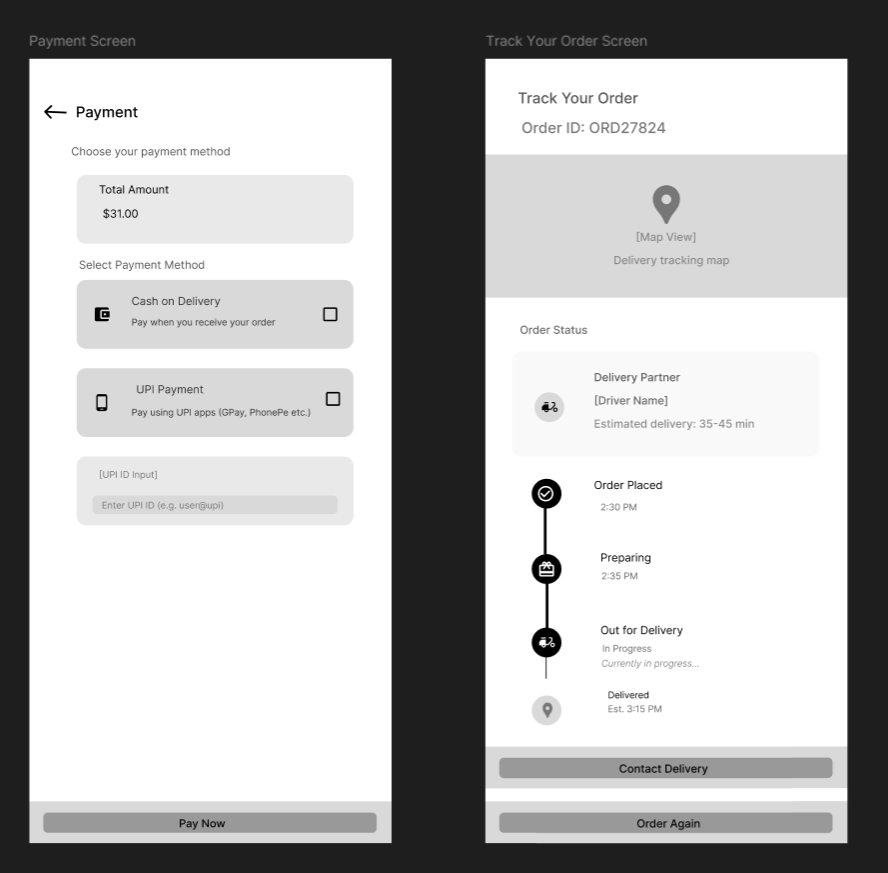 Payment Screen
Payment
Choose your payment method
Total Amount
$31.00
Select Payment Method
Cash on Delivery
Pay when you receive your order
UPI Payment
Pay using UPI apps (GPay, PhonePe etc.)
[UPI ID Input]
Enter UPI ID (e.g. user@upi)
Pay Now
Track Your Order Screen
Track Your Order
Order ID: ORD27824
[Map View]
Delivery tracking map
Order Status
Delivery Partner
[Driver Name]
Estimated delivery: 35-45 min
Order Placed
2:30 PM
Preparing
2:35 PM
Out for Delivery
In Progress
Currently in progress...
Delivered
Est. 3:15 PM
Contact Delivery
Order Again